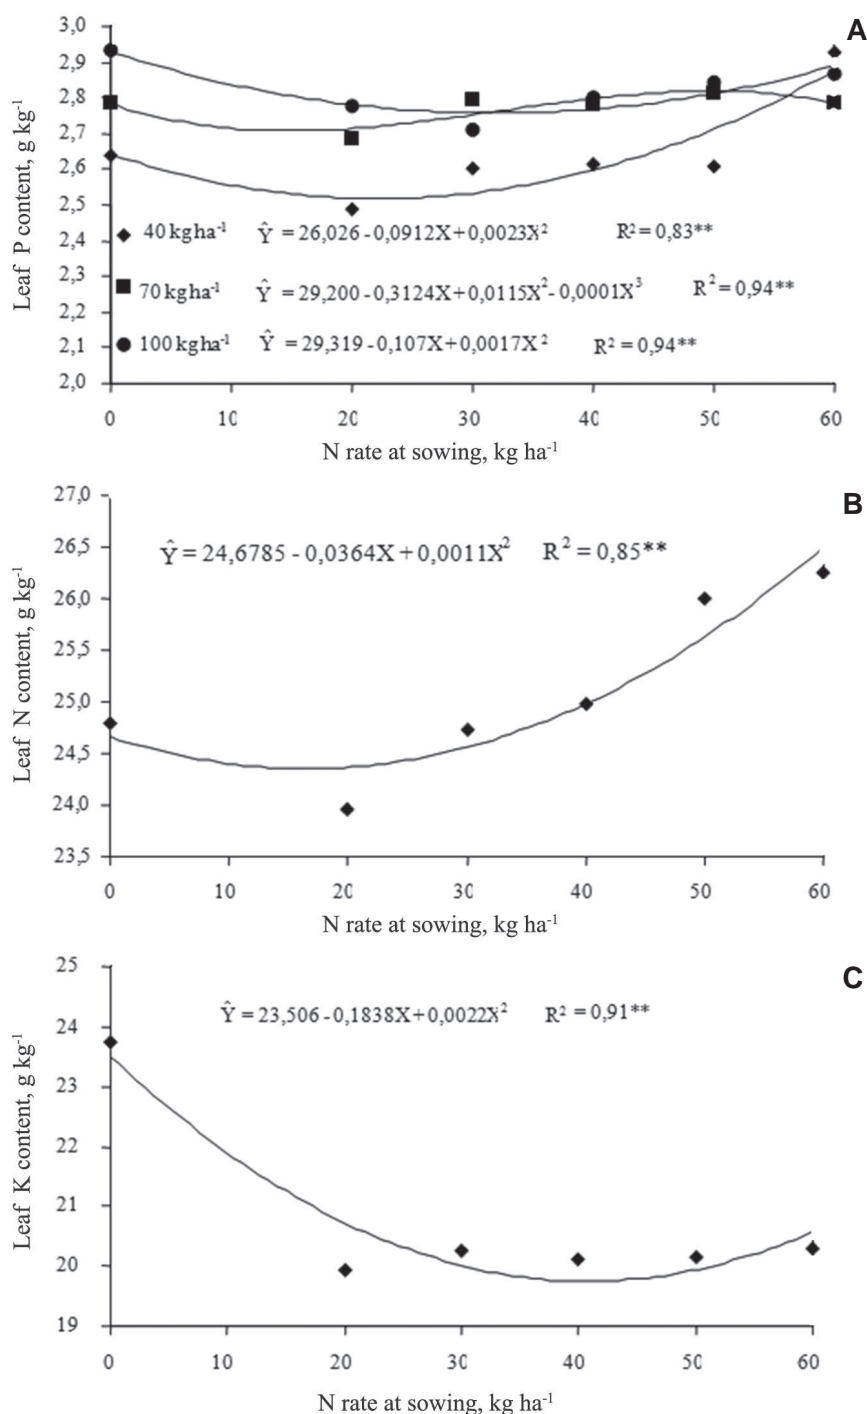 A
3,0
2,9
2,8
2,7
2,6
2,5
2,4
2,3
2,2
2,1
2,0
Leaf P content, g kg⁻¹
40 kgha⁻¹ Ŷ = 26,026 - 0,0912X + 0,0023X² R² = 0,83**
70 kgha⁻¹ Ŷ = 29,200 - 0,3124X + 0,0115X² - 0,0001X³ R² = 0,94**
100 kgha⁻¹ Ŷ = 29,319 - 0,107X + 0,0017X² R² = 0,94**
0 10 20 30 40 50 60
N rate at sowing, kg ha⁻¹
B
27,0
26,5
26,0
25,5
25,0
24,5
24,0
23,5
Leaf N content, g kg⁻¹
Ŷ = 24,6785 - 0,0364X + 0,0011X² R² = 0,85**
0 10 20 30 40 50 60
N rate at sowing, kg ha⁻¹
C
25
24
23
22
21
20
19
Leaf K content, g kg⁻¹
Ŷ = 23,506 - 0,1838X + 0,0022X² R² = 0,91**
0 10 20 30 40 50 60
N rate at sowing, kg ha⁻¹